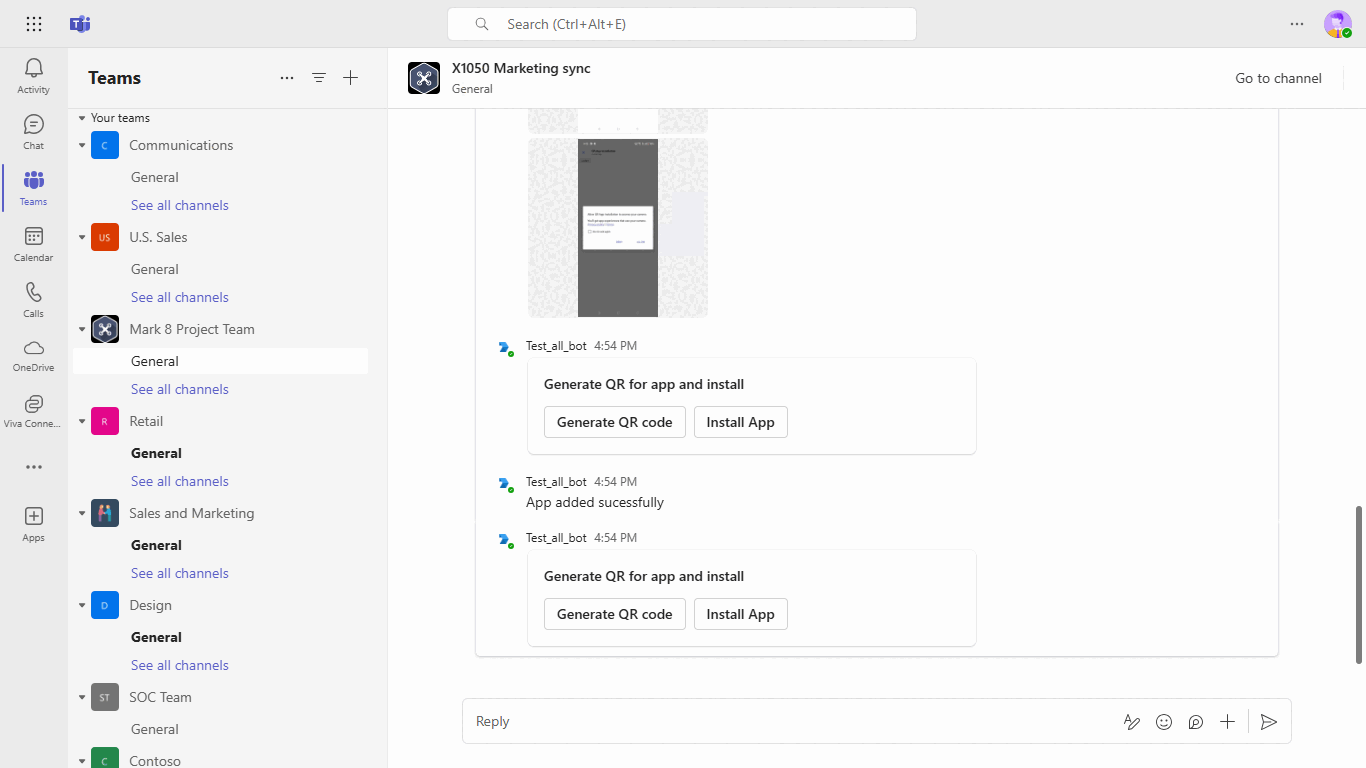 Search (Ctrl+Alt+E)
Activity
Chat
Teams
Calendar
Calls
OneDrive
Viva Conne...
Apps
Teams
Your teams
C
Communications
General
See all channels
US
U.S. Sales
General
See all channels
Mark 8 Project Team
General
See all channels
R
Retail
General
See all channels
Sales and Marketing
General
See all channels
D
Design
General
See all channels
ST
SOC Team
General
C
Contoso
X1050 Marketing sync
General
Go to channel
Test_all_bot 4:54 PM
Generate QR for app and install
Generate QR code Install App
Test_all_bot 4:54 PM
App added sucessfully
Test_all_bot 4:54 PM
Generate QR for app and install
Generate QR code Install App
Reply